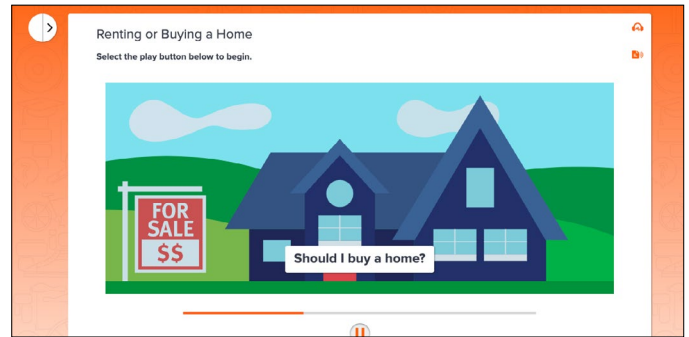 Renting or Buying a Home
Select the play button below to begin.
FOR
SALE
$$
Should I buy a home?